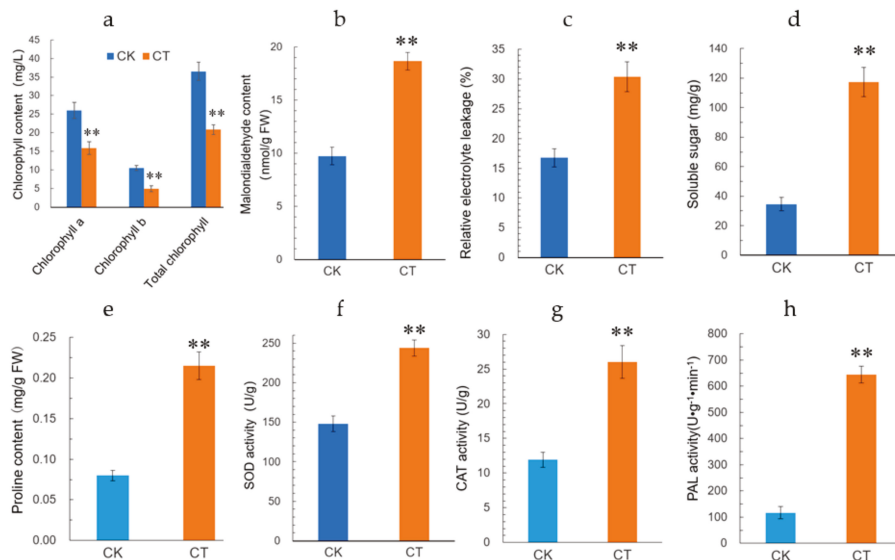 a
Chlorophyll content (mg/L)
45
40
35
30
25
20
15
10
5
0
CK CT
**
**
**
Chlorophyll a
Chlorophyll b
Total chlorophyll
b
Malondialdehyde content
(nmol/g FW)
20
15
10
5
0
**
CK CT
c
Relative electrolyte leakage (%)
35
30
25
20
15
10
5
0
**
CK CT
d
Soluble sugar (mg/g)
140
120
100
80
60
40
20
0
**
CK CT
e
Proline content (mg/g FW)
0.25
0.20
0.15
0.10
0.05
0.00
**
CK CT
f
SOD activity (U/g)
250
200
150
100
50
0
**
CK CT
g
CAT activity (U/g)
30
25
20
15
10
5
0
**
CK CT
h
PAL activity(U•g⁻¹•min⁻¹)
800
700
600
500
400
300
200
100
0
**
CK CT